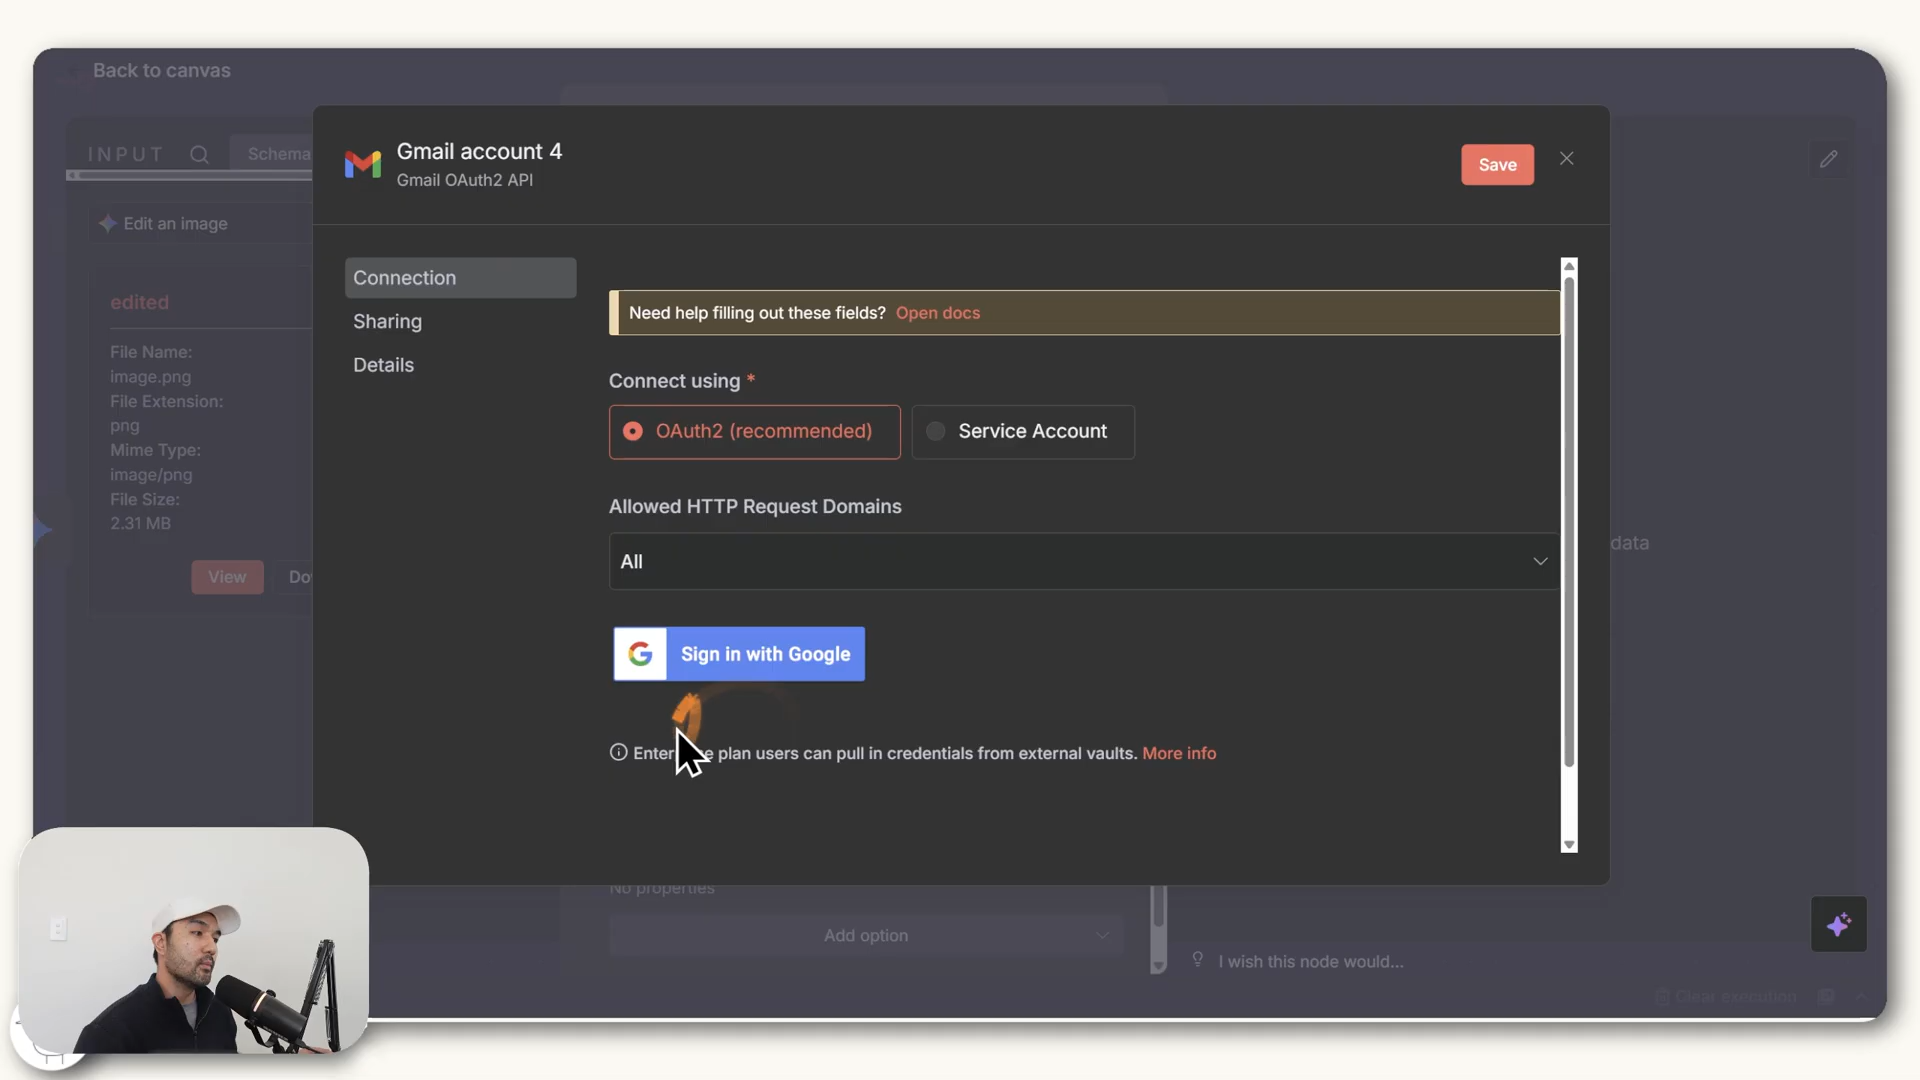 Back to canvas
INPUT
Schema
Edit an image
edited
File Name:
image.png
File Extension:
png
Mime Type:
image/png
File Size:
2.31 MB
View
Gmail account 4
Gmail OAuth2 API
Save
Connection
Sharing
Details
Need help filling out these fields? Open docs
Connect using *
OAuth2 (recommended)
Service Account
Allowed HTTP Request Domains
All
Sign in with Google
plan users can pull in credentials from external vaults. More info
data
No properties
Add option
I wish this node would...
Clear execution